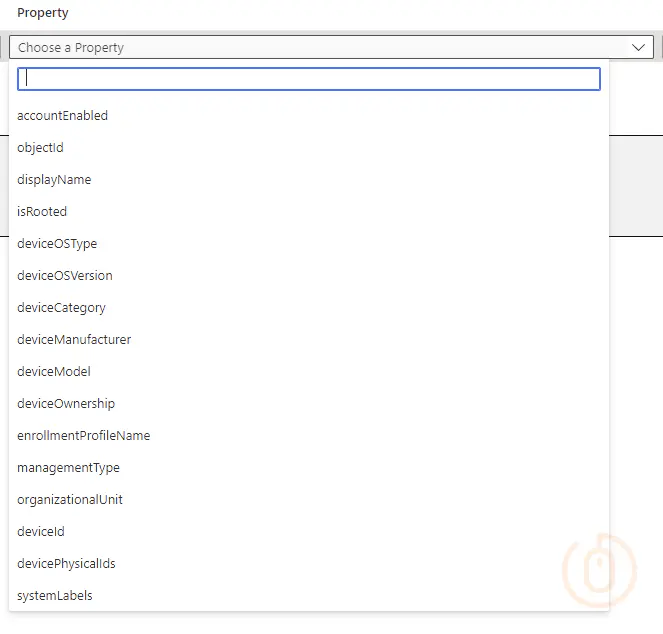 Property
Choose a Property
accountEnabled
objectId
displayName
isRooted
deviceOSType
deviceOSVersion
deviceCategory
deviceManufacturer
deviceModel
deviceOwnership
enrollmentProfileName
managementType
organizationalUnit
deviceId
devicePhysicalIds
systemLabels